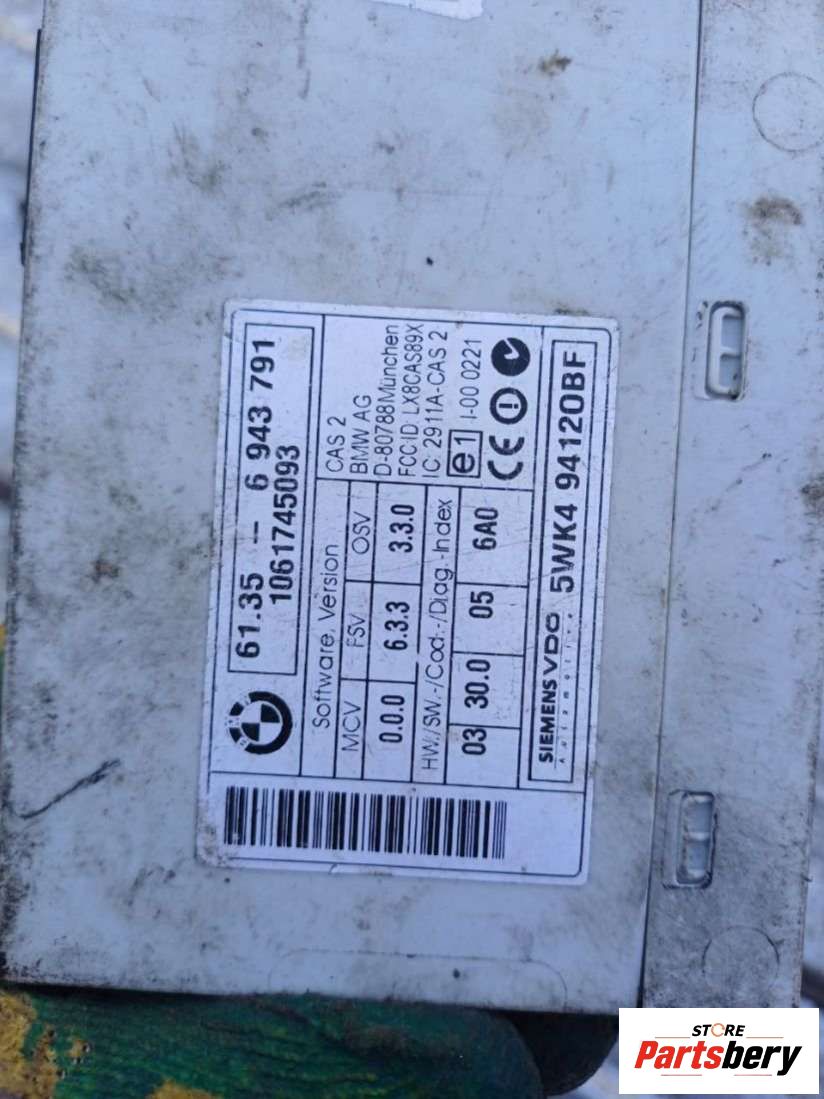 BMW
61.35 -- 6 943 791
1061745093
Software, Version
MCV FSV OSV
0.0.0 6.3.3 3.3.0
HW./SW.-/Cod.-/Diag.-Index
03 30.0 05 6A0
CAS 2
BMW AG
D-80788 München
FCC ID: LX8CAS89X
IC: 2911A-CAS 2
e1 I-00 0221
CE
SIEMENS VDO 5WK4 94120BF
Automotive
STORE
Partsbery